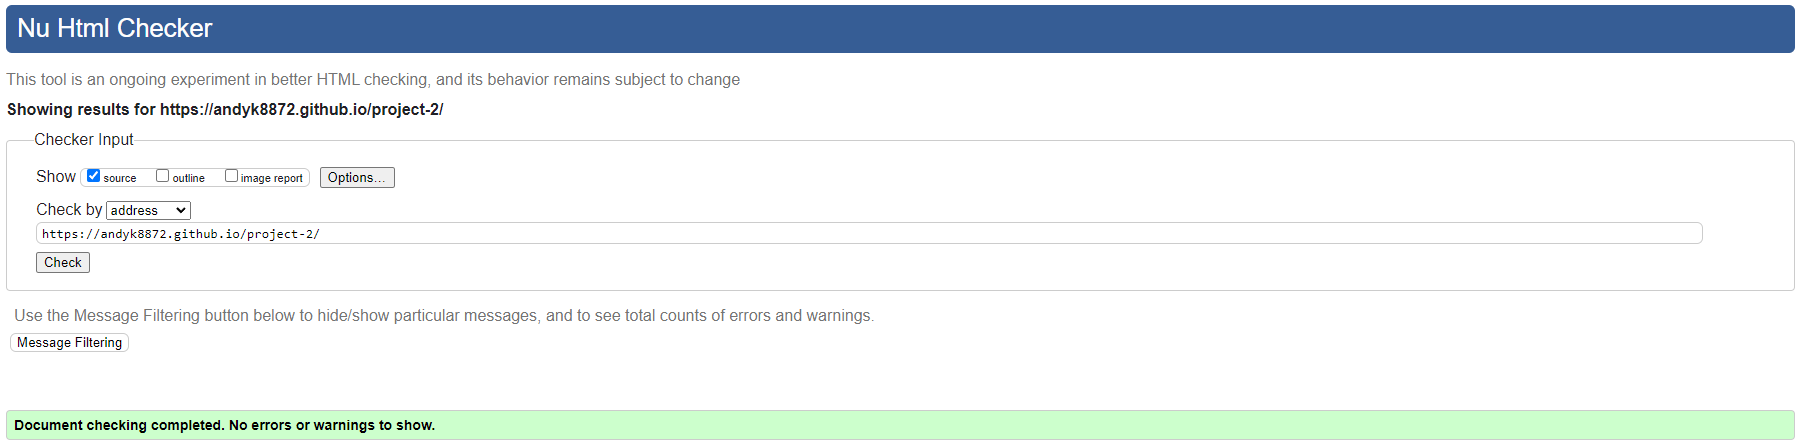 Nu Html Checker
This tool is an ongoing experiment in better HTML checking, and its behavior remains subject to change
Showing results for https://andyk8872.github.io/project-2/
Checker Input
Show source outline image report Options...
Check by address
https://andyk8872.github.io/project-2/
Check
Use the Message Filtering button below to hide/show particular messages, and to see total counts of errors and warnings.
Message Filtering
Document checking completed. No errors or warnings to show.